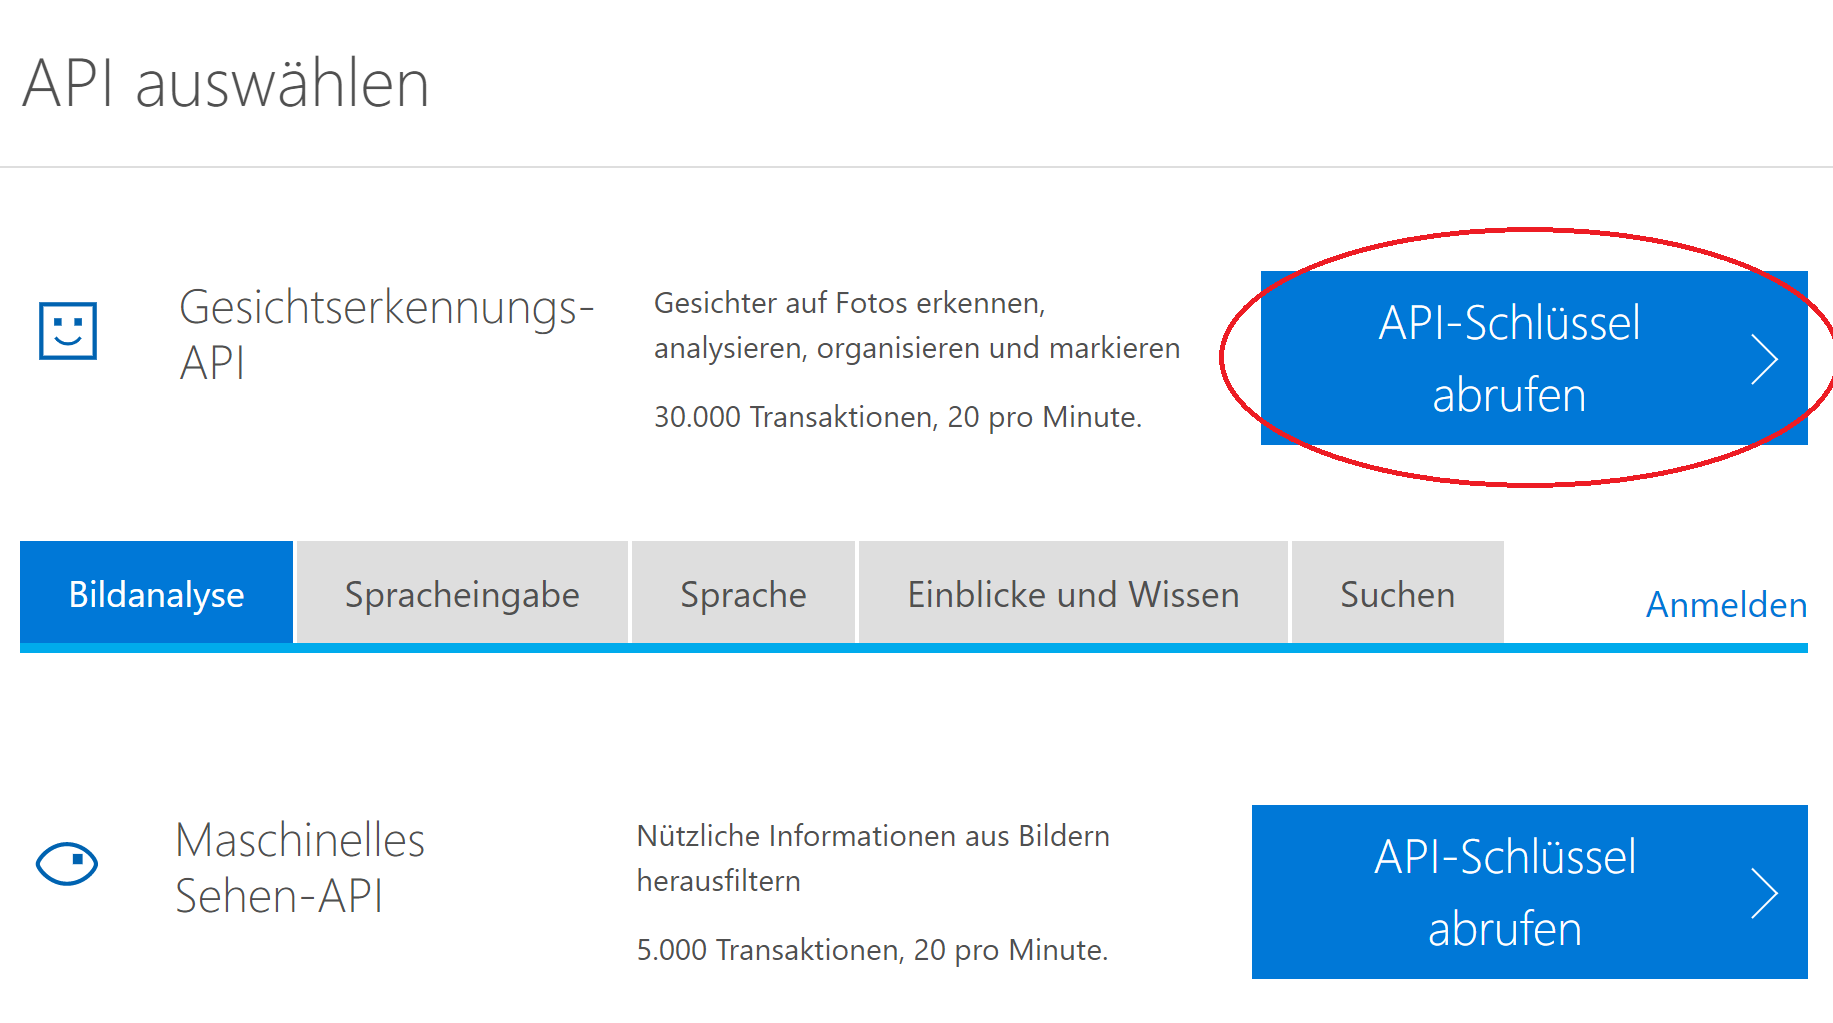 API auswählen
Gesichtserkennungs-
API
Gesichter auf Fotos erkennen,
analysieren, organisieren und markieren
30.000 Transaktionen, 20 pro Minute.
API-Schlüssel
abrufen
Bildanalyse
Spracheingabe
Sprache
Einblicke und Wissen
Suchen
Anmelden
Maschinelles
Sehen-API
Nützliche Informationen aus Bildern
herausfiltern
5.000 Transaktionen, 20 pro Minute.
API-Schlüssel
abrufen